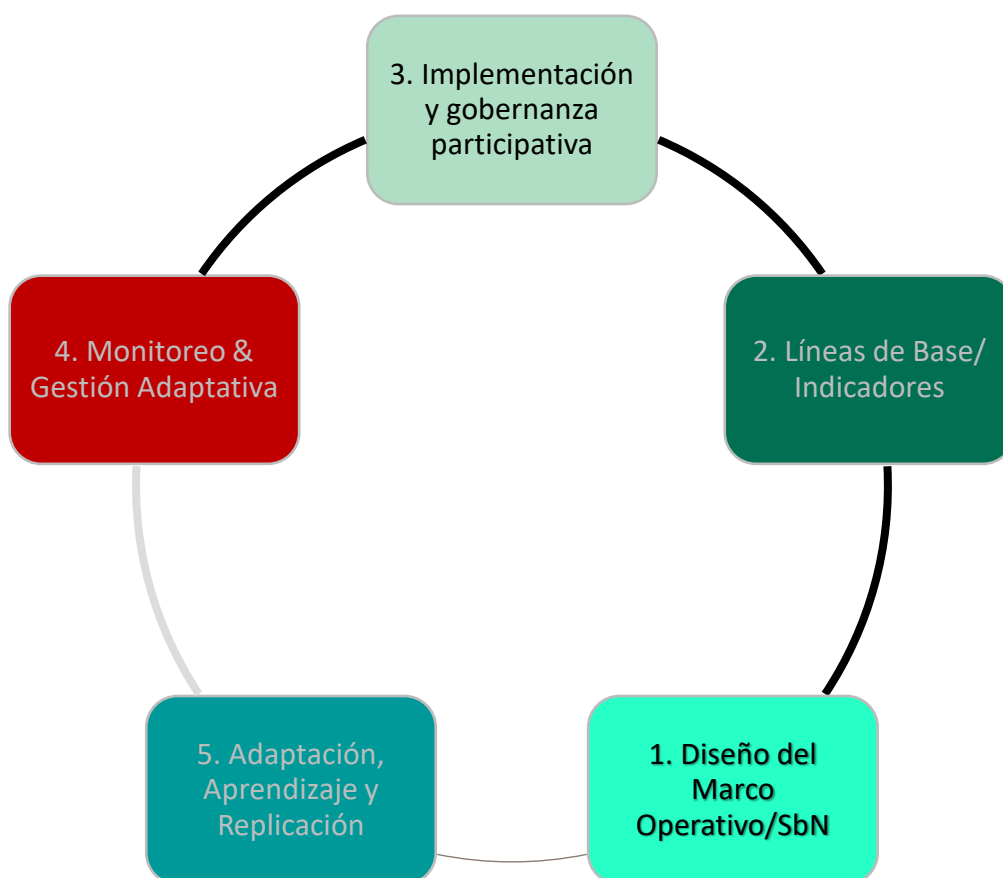 3. Implementación
y gobernanza
participativa
4. Monitoreo &
Gestión Adaptativa
2. Líneas de Base/
Indicadores
5. Adaptación,
Aprendizaje y
Replicación
1. Diseño del
Marco
Operativo/SbN